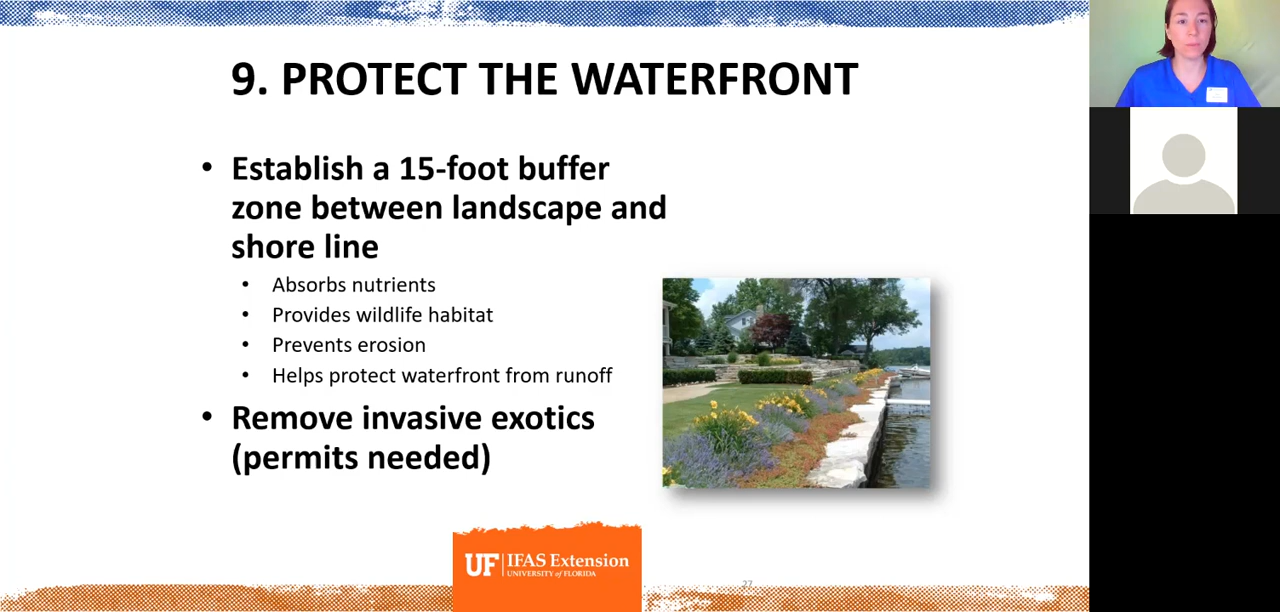 9. PROTECT THE WATERFRONT
• Establish a 15-foot buffer
zone between landscape and
shore line
• Absorbs nutrients
• Provides wildlife habitat
• Prevents erosion
• Helps protect waterfront from runoff
• Remove invasive exotics
(permits needed)
UF | IFAS Extension
UNIVERSITY of FLORIDA
27